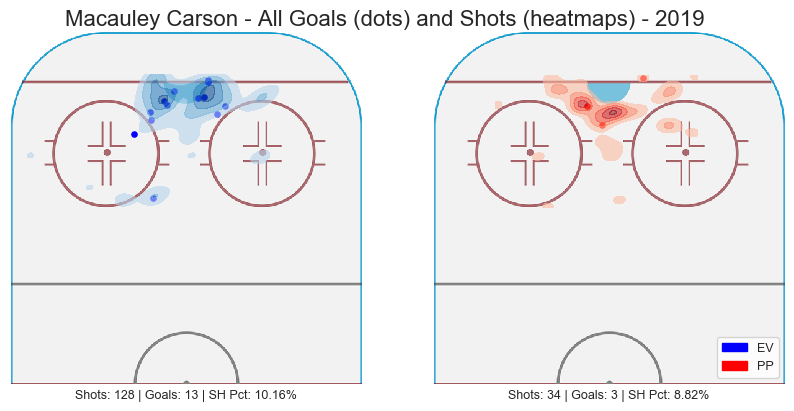 Macauley Carson - All Goals (dots) and Shots (heatmaps) - 2019
EV
PP
Shots: 128 | Goals: 13 | SH Pct: 10.16%
Shots: 34 | Goals: 3 | SH Pct: 8.82%